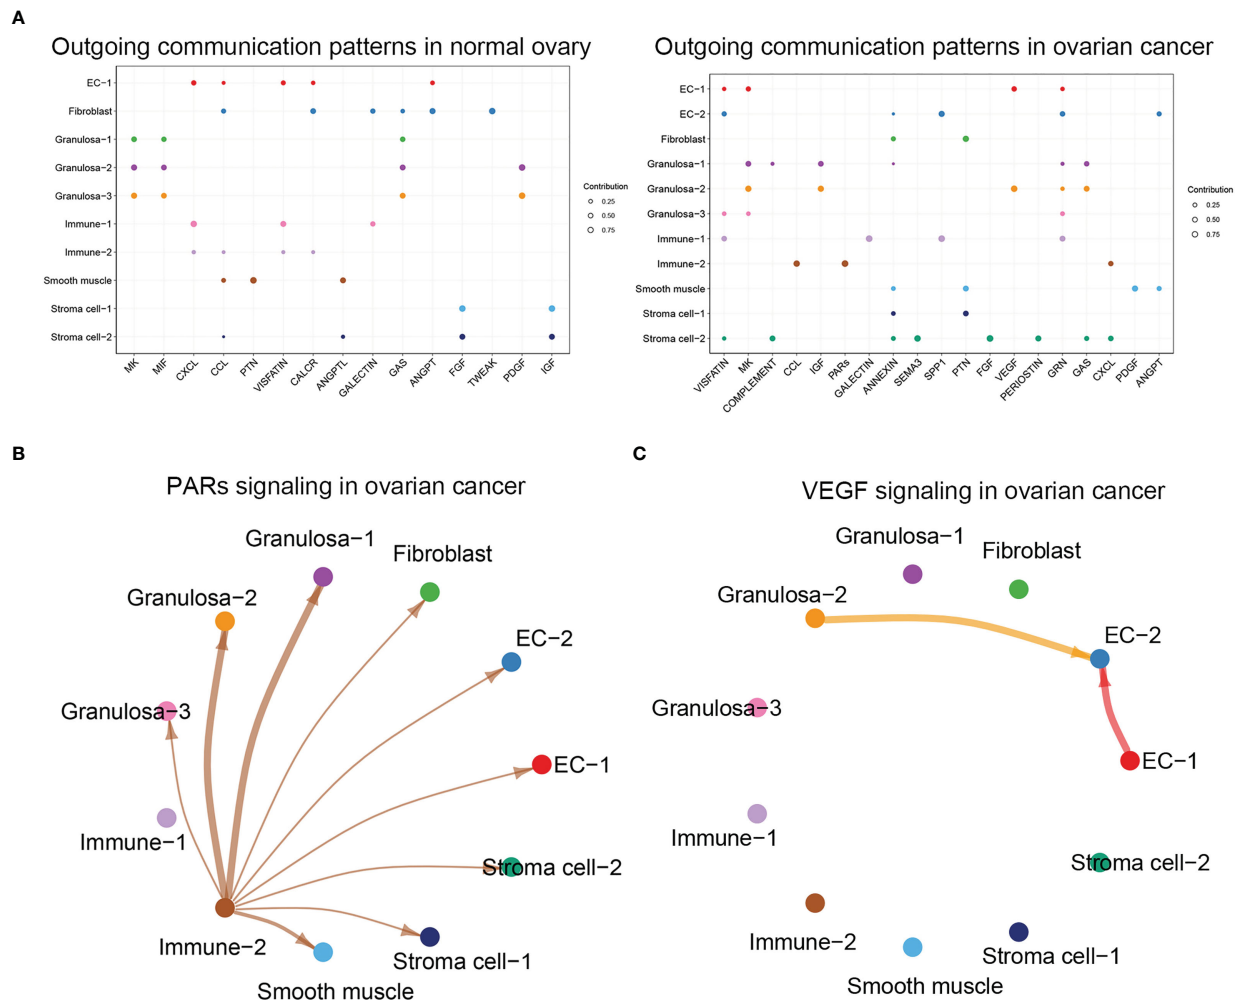 A
Outgoing communication patterns in normal ovary
EC−1
Fibroblast
Granulosa−1
Granulosa−2
Granulosa−3
Immune−1
Immune−2
Smooth muscle
Stroma cell−1
Stroma cell−2
MK
MIF
CXCL
CCL
PTN
VISFATIN
CALCR
ANGPTL
GALECTIN
GAS
ANGPT
FGF
TWEAK
PDGF
IGF
Contribution
0.25
0.50
0.75
Outgoing communication patterns in ovarian cancer
EC−1
EC−2
Fibroblast
Granulosa−1
Granulosa−2
Granulosa−3
Immune−1
Immune−2
Smooth muscle
Stroma cell−1
Stroma cell−2
VISFATIN
MK
COMPLEMENT
CCL
IGF
PARs
GALECTIN
ANNEXIN
SEMA3
SPP1
PTN
FGF
VEGF
PERIOSTIN
GRN
GAS
CXCL
PDGF
ANGPT
Contribution
0.25
0.50
0.75
B
PARs signaling in ovarian cancer
Granulosa−1
Fibroblast
Granulosa−2
EC−2
Granulosa−3
EC−1
Immune−1
Stroma cell−2
Immune−2
Stroma cell−1
Smooth muscle
C
VEGF signaling in ovarian cancer
Granulosa−1
Fibroblast
Granulosa−2
EC−2
Granulosa−3
EC−1
Immune−1
Stroma cell−2
Immune−2
Stroma cell−1
Smooth muscle